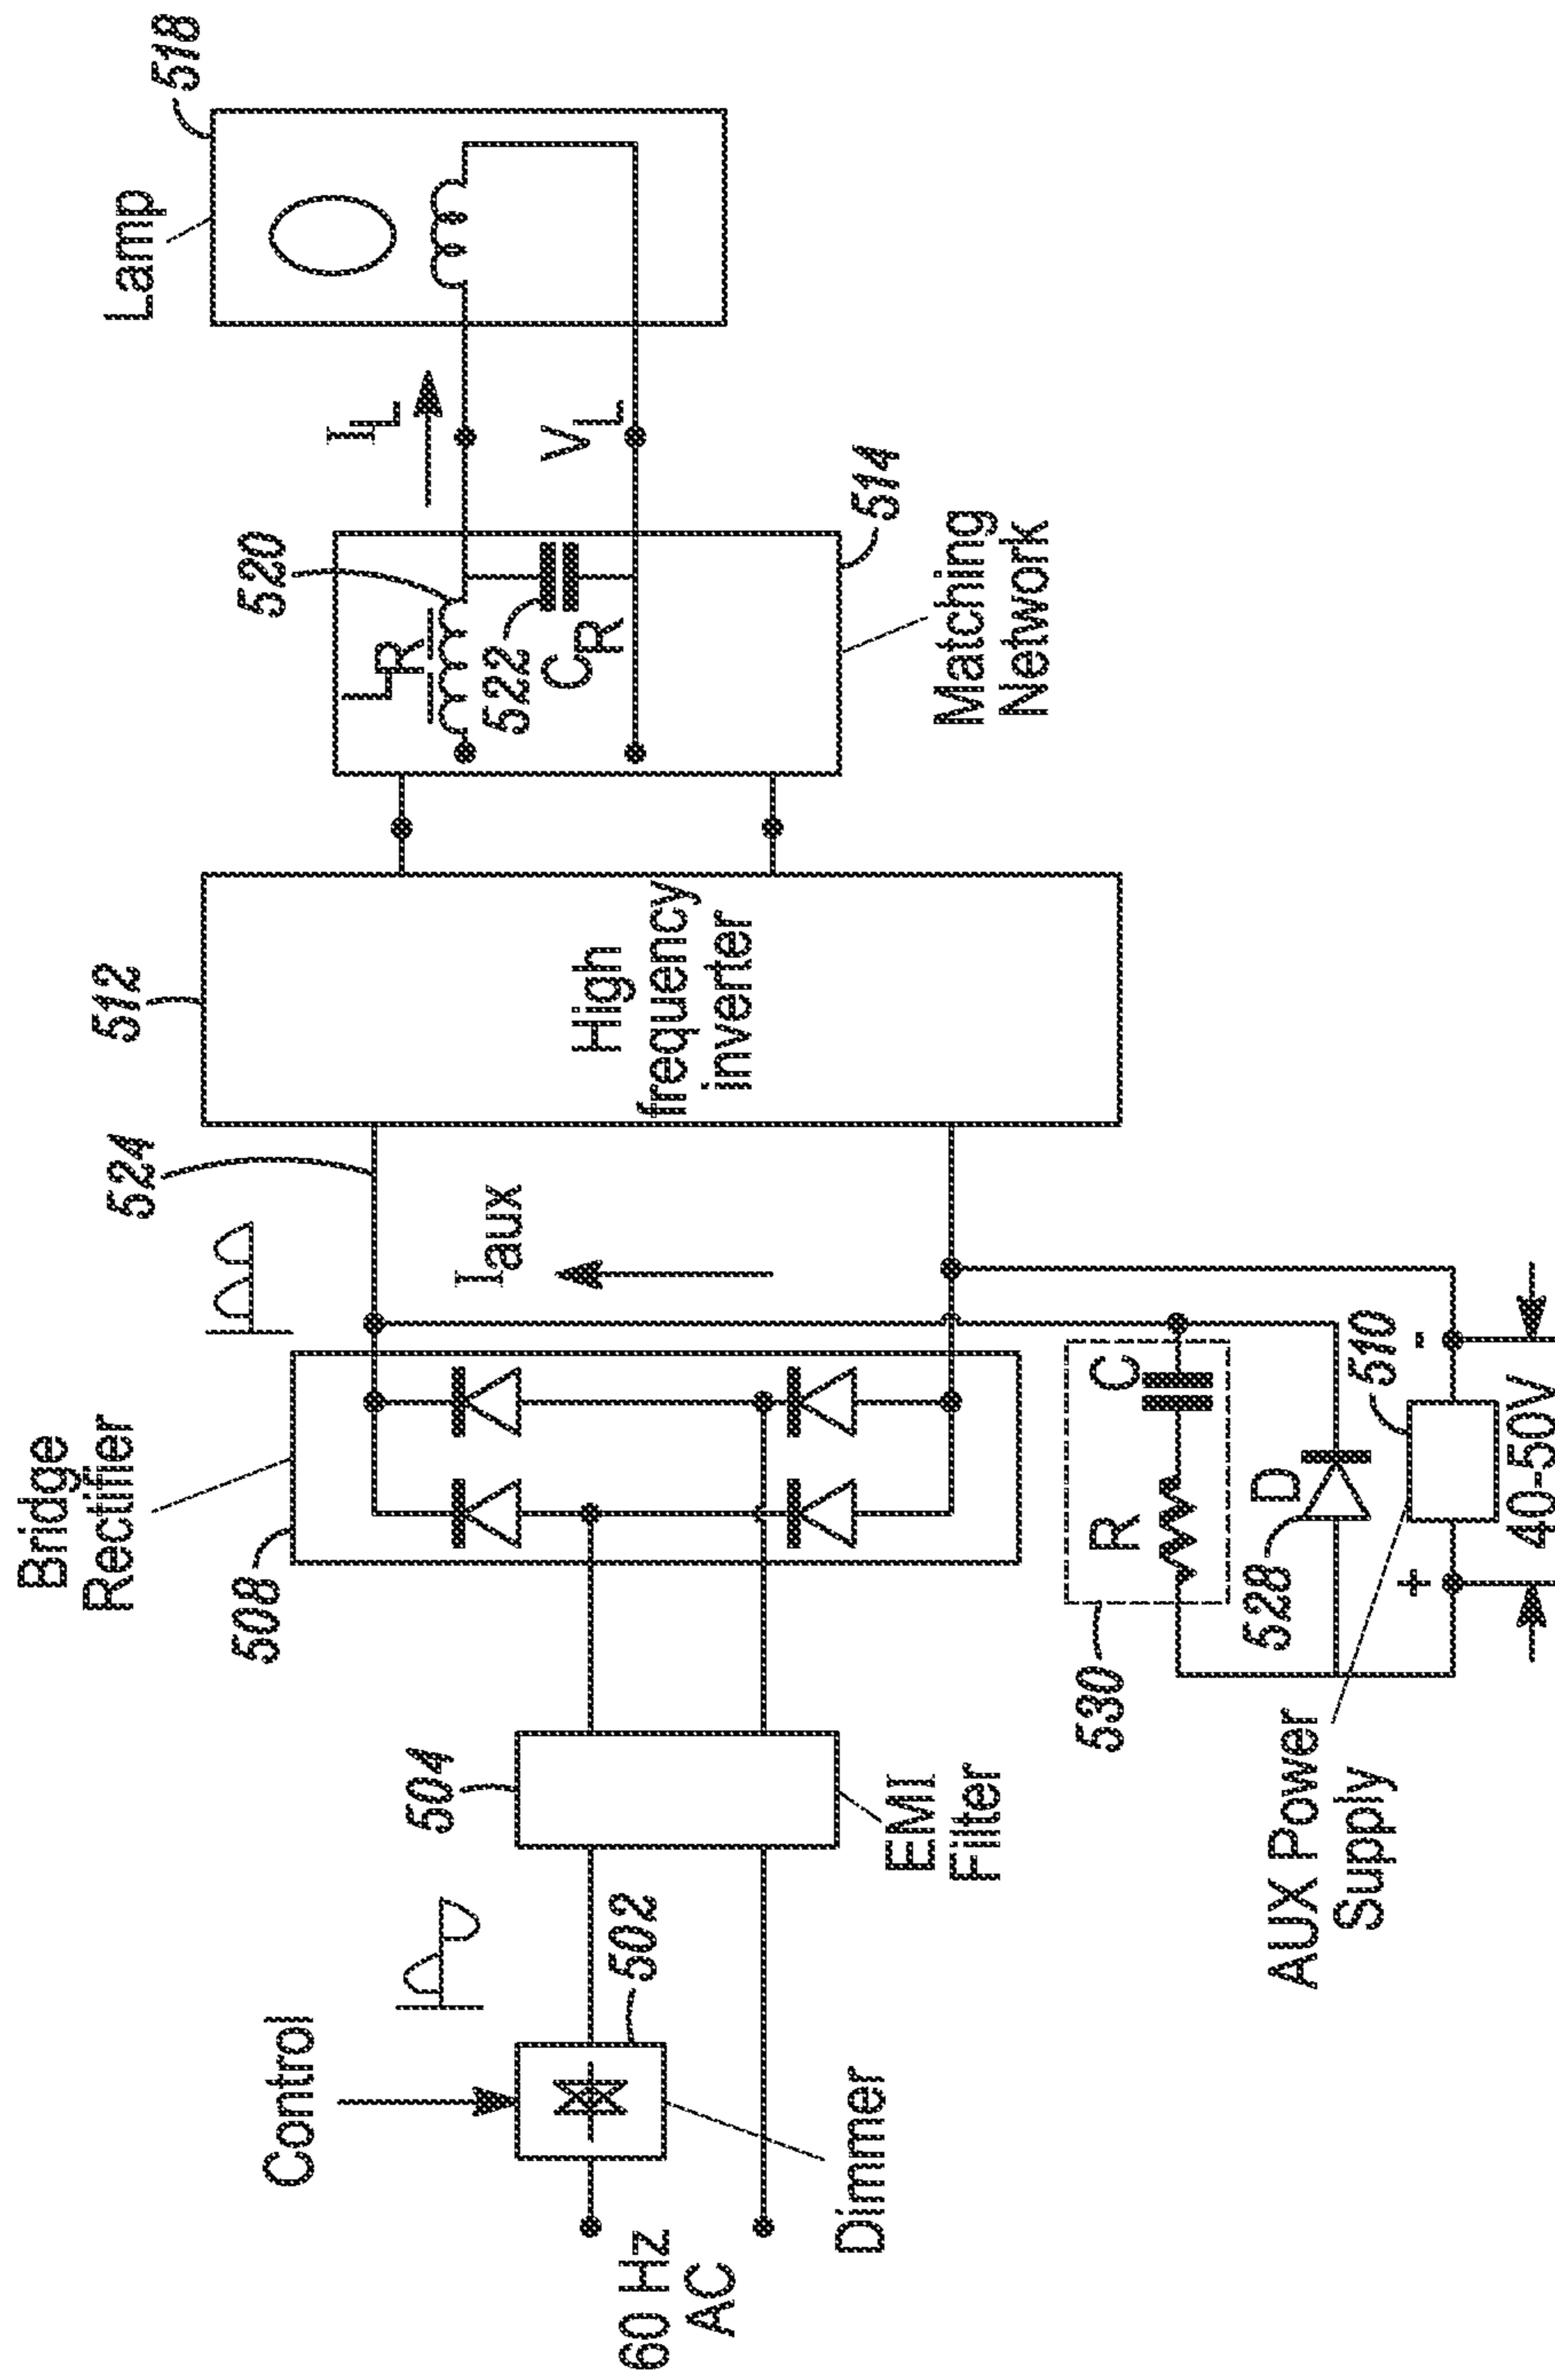 Control
60 Hz
AC
502
Dimmer
504
EMI
Filter
Bridge
Rectifier
508
524
Iaux
530
R
C
528
D
AUX Power
Supply
510
+
-
40-50V
512
High
frequency
inverter
520
LR
522
CR
514
Matching
Network
IL
VL
Lamp
518